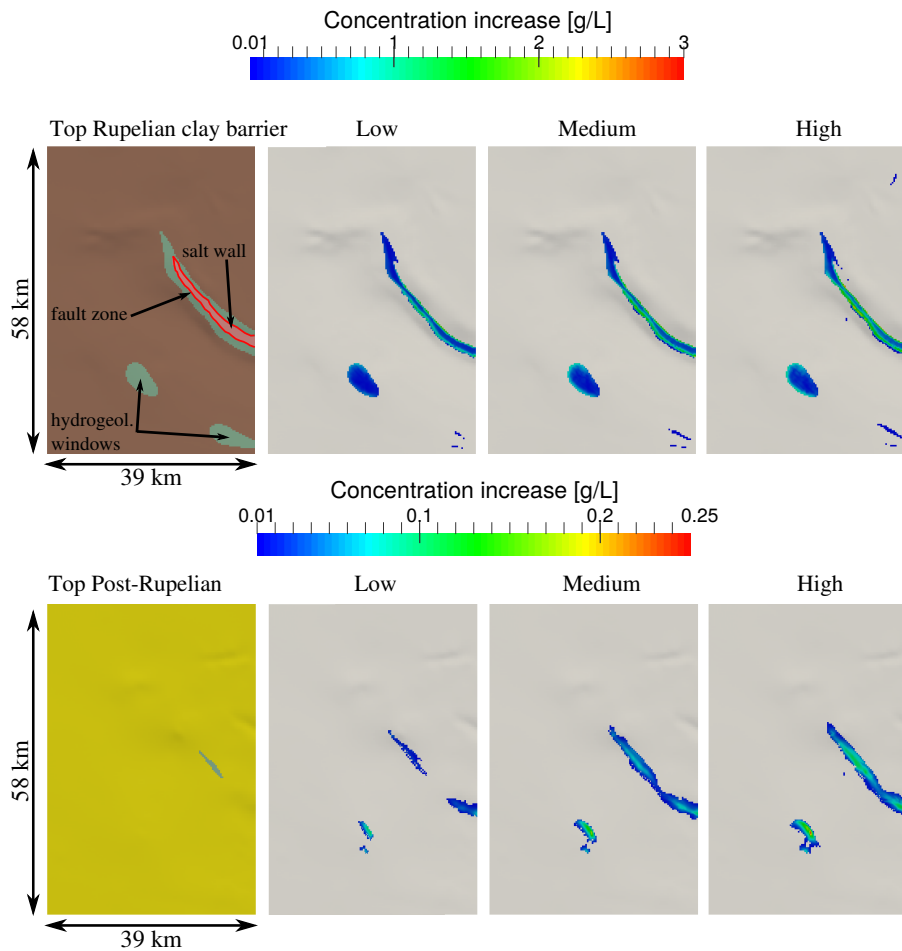 Concentration increase [g/L]
0.01 1 2 3
Top Rupelian clay barrier Low Medium High
salt wall
fault zone
58 km
hydrogeol.
windows
39 km
Concentration increase [g/L]
0.01 0.1 0.2 0.25
Top Post-Rupelian Low Medium High
58 km
39 km